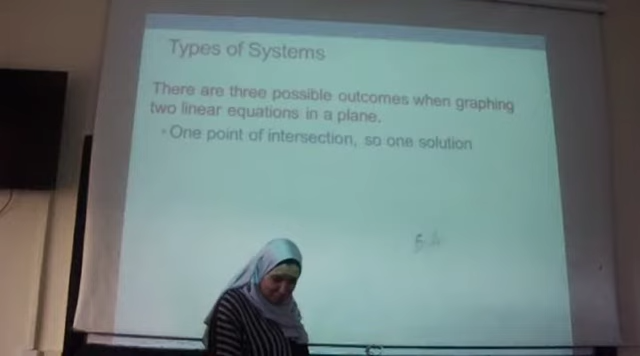 Types of Systems
There are three possible outcomes when graphing
two linear equations in a plane.
• One point of intersection, so one solution